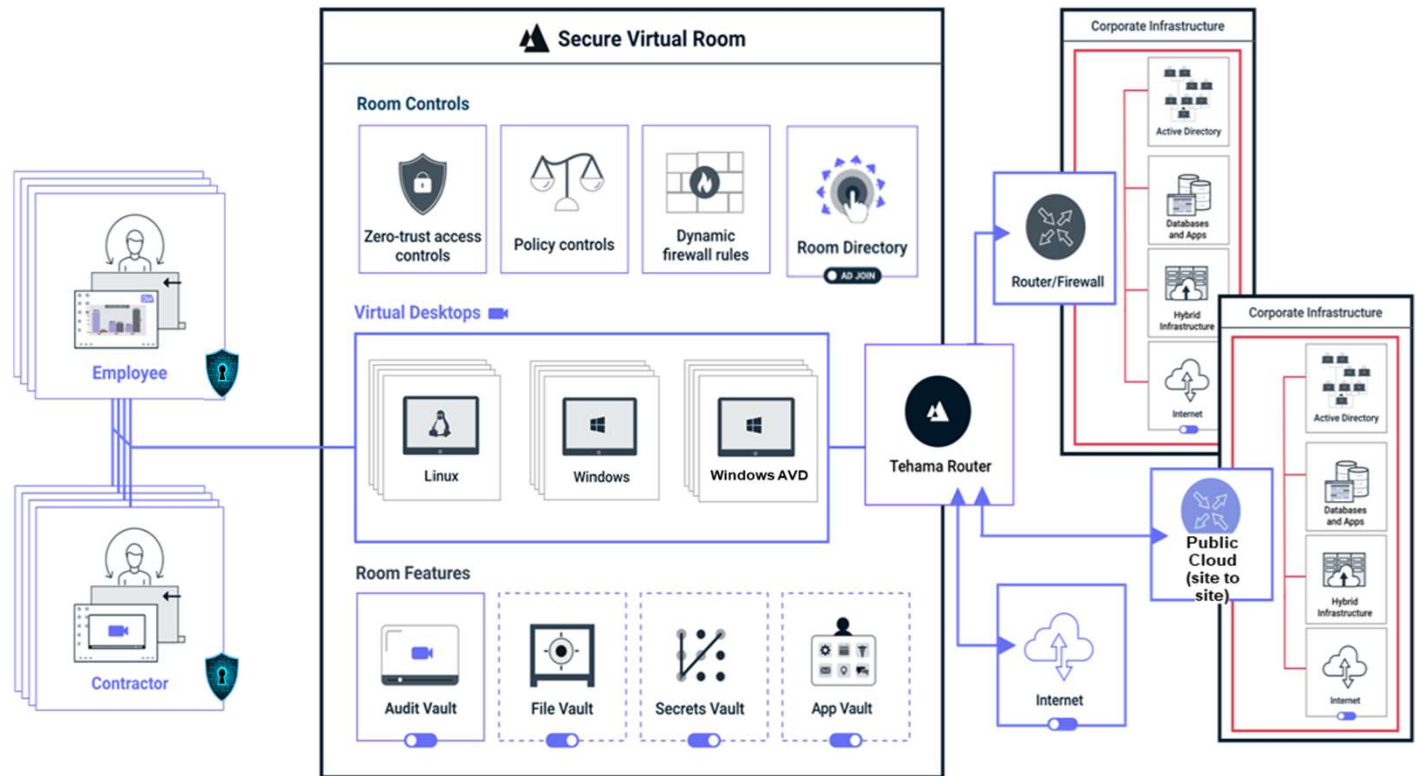 Secure Virtual Room
Room Controls
Zero-trust access
controls
Policy controls
Dynamic
firewall rules
Room Directory
AD JOIN
Virtual Desktops
Linux
Windows
Windows AVD
Room Features
Audit Vault
File Vault
Secrets Vault
App Vault
Employee
Contractor
Tehama Router
Router/Firewall
Internet
Public
Cloud
(site to
site)
Corporate Infrastructure
Active Directory
Databases
and Apps
Hybrid
Infrastructure
Internet
Corporate Infrastructure
Active Directory
Databases
and Apps
Hybrid
Infrastructure
Internet